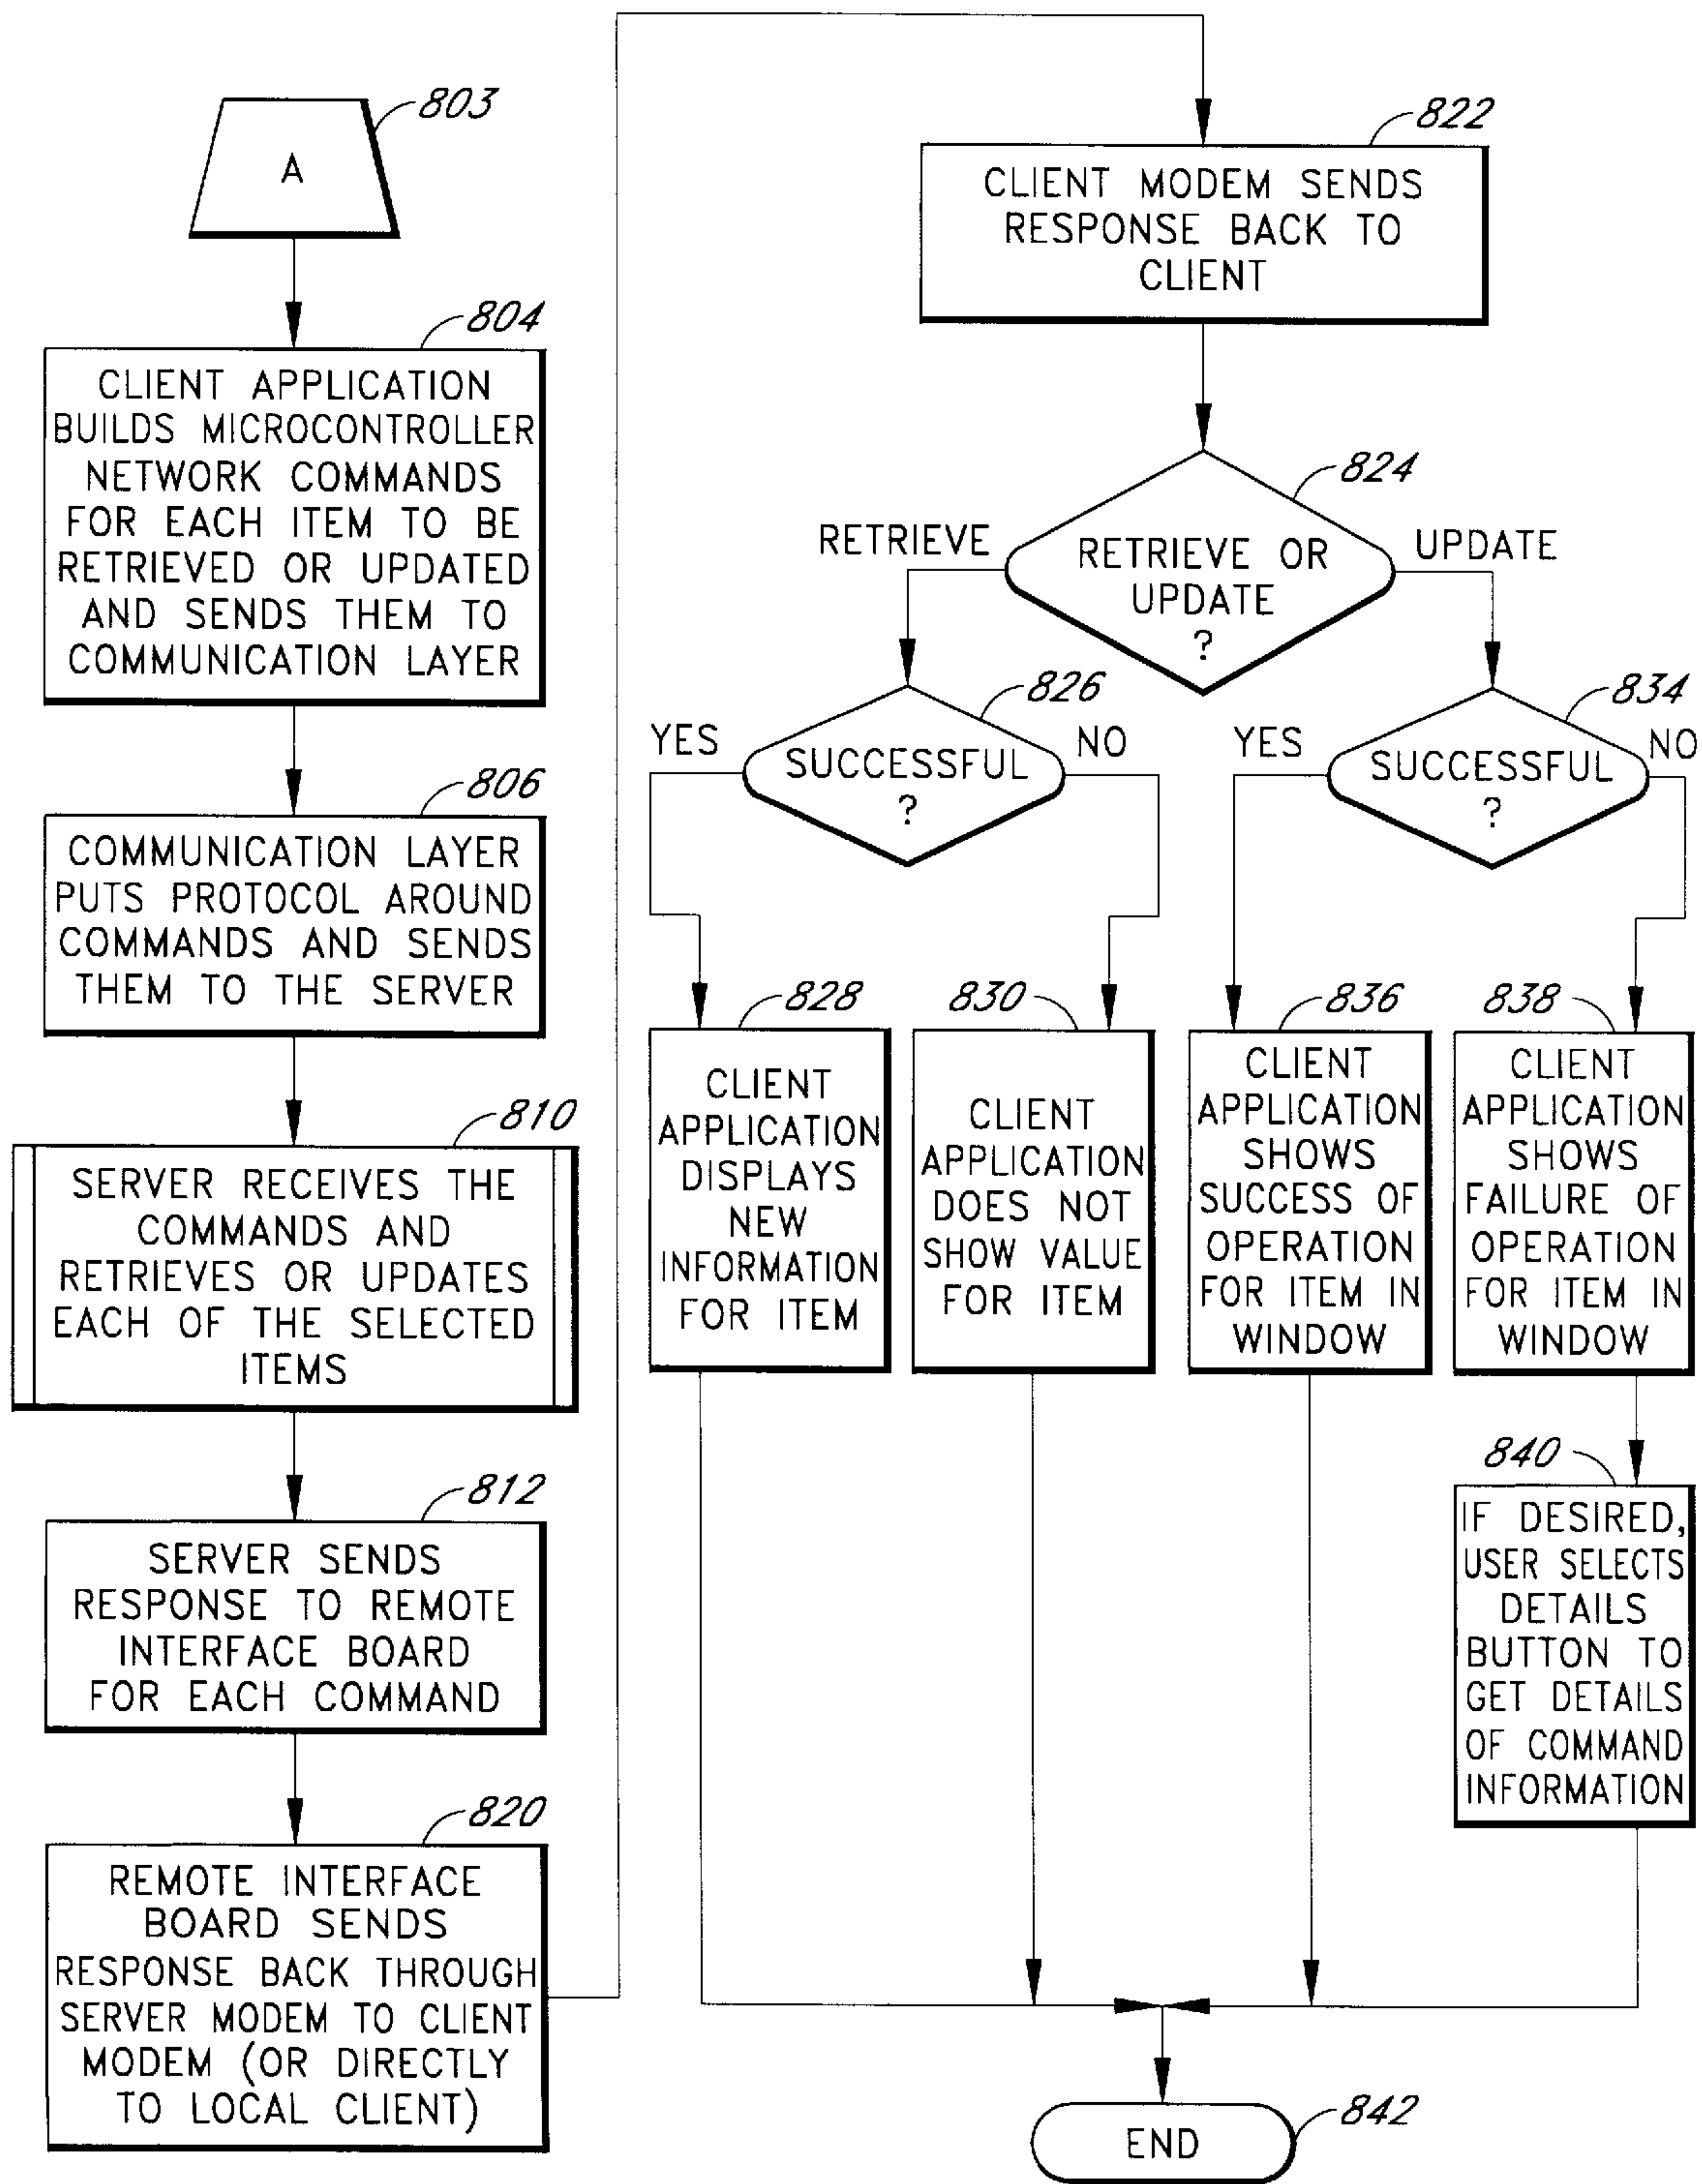 803
A
804
CLIENT APPLICATION
BUILDS MICROCONTROLLER
NETWORK COMMANDS
FOR EACH ITEM TO BE
RETRIEVED OR UPDATED
AND SENDS THEM TO
COMMUNICATION LAYER
806
COMMUNICATION LAYER
PUTS PROTOCOL AROUND
COMMANDS AND SENDS
THEM TO THE SERVER
810
SERVER RECEIVES THE
COMMANDS AND
RETRIEVES OR UPDATES
EACH OF THE SELECTED
ITEMS
812
SERVER SENDS
RESPONSE TO REMOTE
INTERFACE BOARD
FOR EACH COMMAND
820
REMOTE INTERFACE
BOARD SENDS
RESPONSE BACK THROUGH
SERVER MODEM TO CLIENT
MODEM (OR DIRECTLY
TO LOCAL CLIENT)
822
CLIENT MODEM SENDS
RESPONSE BACK TO
CLIENT
824
RETRIEVE
RETRIEVE OR
UPDATE
?
UPDATE
826
YES
SUCCESSFUL
?
NO
834
YES
SUCCESSFUL
?
NO
828
CLIENT
APPLICATION
DISPLAYS
NEW
INFORMATION
FOR ITEM
830
CLIENT
APPLICATION
DOES NOT
SHOW VALUE
FOR ITEM
836
CLIENT
APPLICATION
SHOWS
SUCCESS OF
OPERATION
FOR ITEM IN
WINDOW
838
CLIENT
APPLICATION
SHOWS
FAILURE OF
OPERATION
FOR ITEM IN
WINDOW
840
IF DESIRED,
USER SELECTS
DETAILS
BUTTON TO
GET DETAILS
OF COMMAND
INFORMATION
842
END